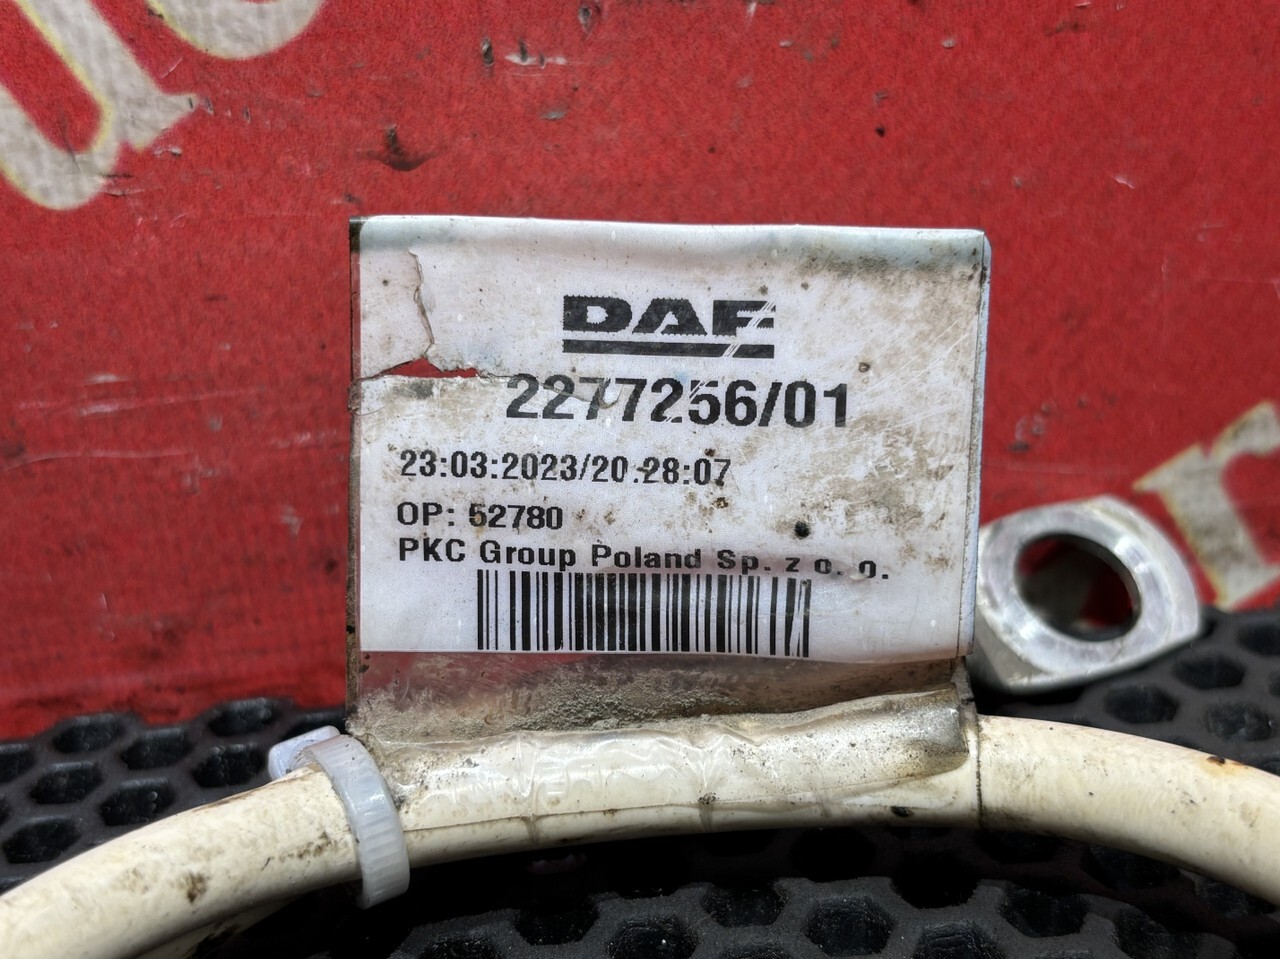 DAF
2277256/01
23:03:2023/20:28:07
OP: 52780
PKC Group Poland Sp. z o. o.